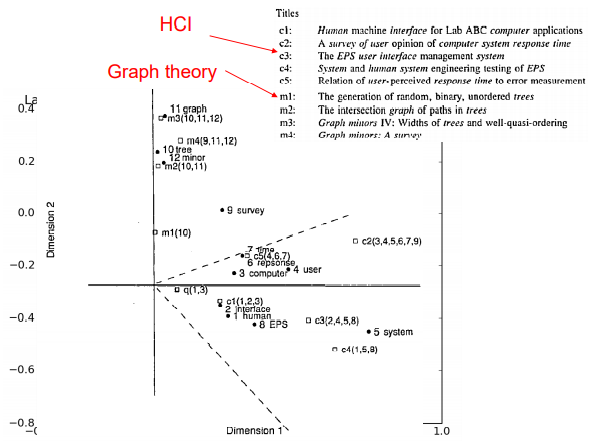 Titles
HCI
c1: Human machine interface for Lab ABC computer applications
c2: A survey of user opinion of computer system response time
c3: The EPS user interface management system
c4: System and human system engineering testing of EPS
c5: Relation of user-perceived response time to error measurement
Graph theory
m1: The generation of random, binary, unordered trees
m2: The intersection graph of paths in trees
m3: Graph minors IV: Widths of trees and well-quasi-ordering
m4: Graph minors: A survey
0.4
11 graph
m3(10,11,12)
m4(9,11,12)
10 tree
12 minor
m2(10,11)
0.2
9 survey
0.0
m1(10)
Dimension 2
c2(3,4,5,6,7,9)
7 time
c5(4,6,7)
6 repsonse
4 user
3 computer
−0.2
q(1,3)
c1(1,2,3)
2 interface
1 human
8 EPS
c3(2,4,5,8)
5 system
−0.4
c4(1,5,8)
−0.6
−0.8
Dimension 1
1.0